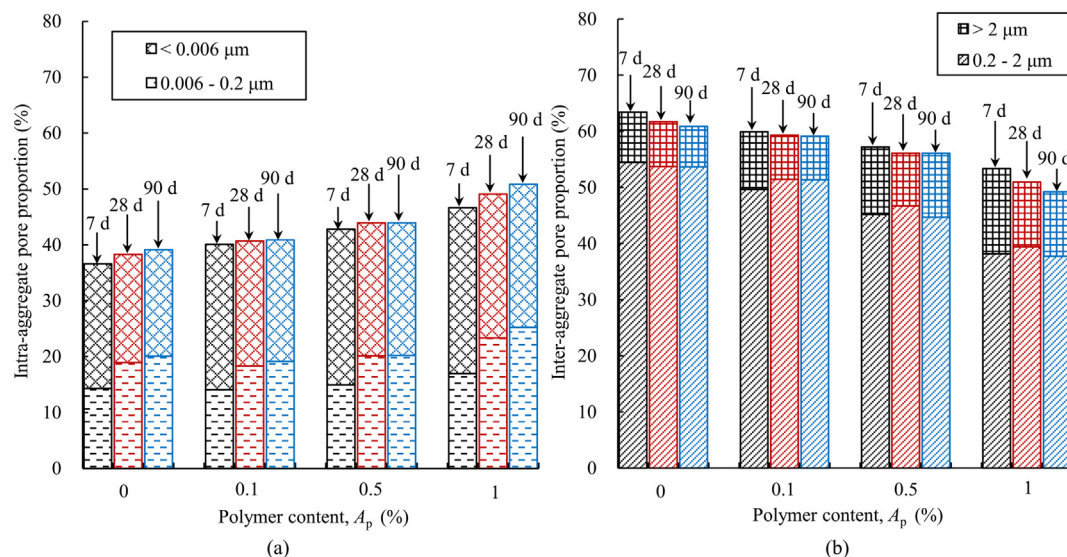 80
70
60
50
40
30
20
10
0
Intra-aggregate pore proportion (%)
< 0.006 μm
0.006 - 0.2 μm
7 d
28 d
90 d
7 d
28 d
90 d
7 d
28 d
90 d
7 d
28 d
90 d
0
0.1
0.5
1
Polymer content, Ap (%)
(a)
80
70
60
50
40
30
20
10
0
Inter-aggregate pore proportion (%)
> 2 μm
0.2 - 2 μm
7 d
28 d
90 d
7 d
28 d
90 d
7 d
28 d
90 d
7 d
28 d
90 d
0
0.1
0.5
1
Polymer content, Ap (%)
(b)